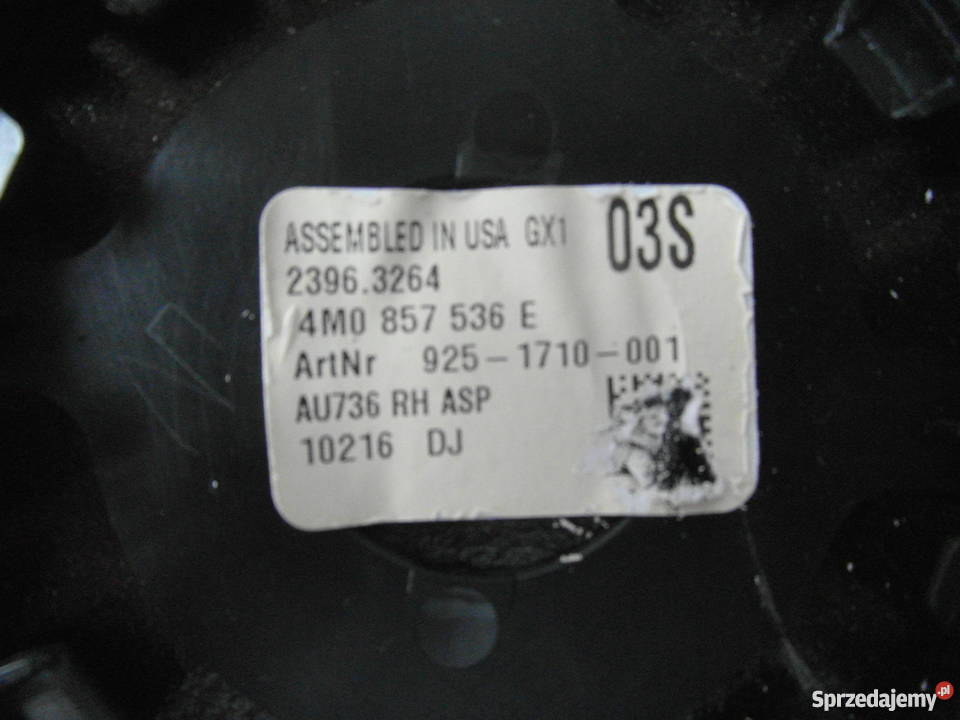 ASSEMBLED IN USA GX1 03S
2396.3264
4M0 857 536 E
ArtNr 925-1710-001
AU736 RH ASP
10216 DJ
Sprzedajemy.pl